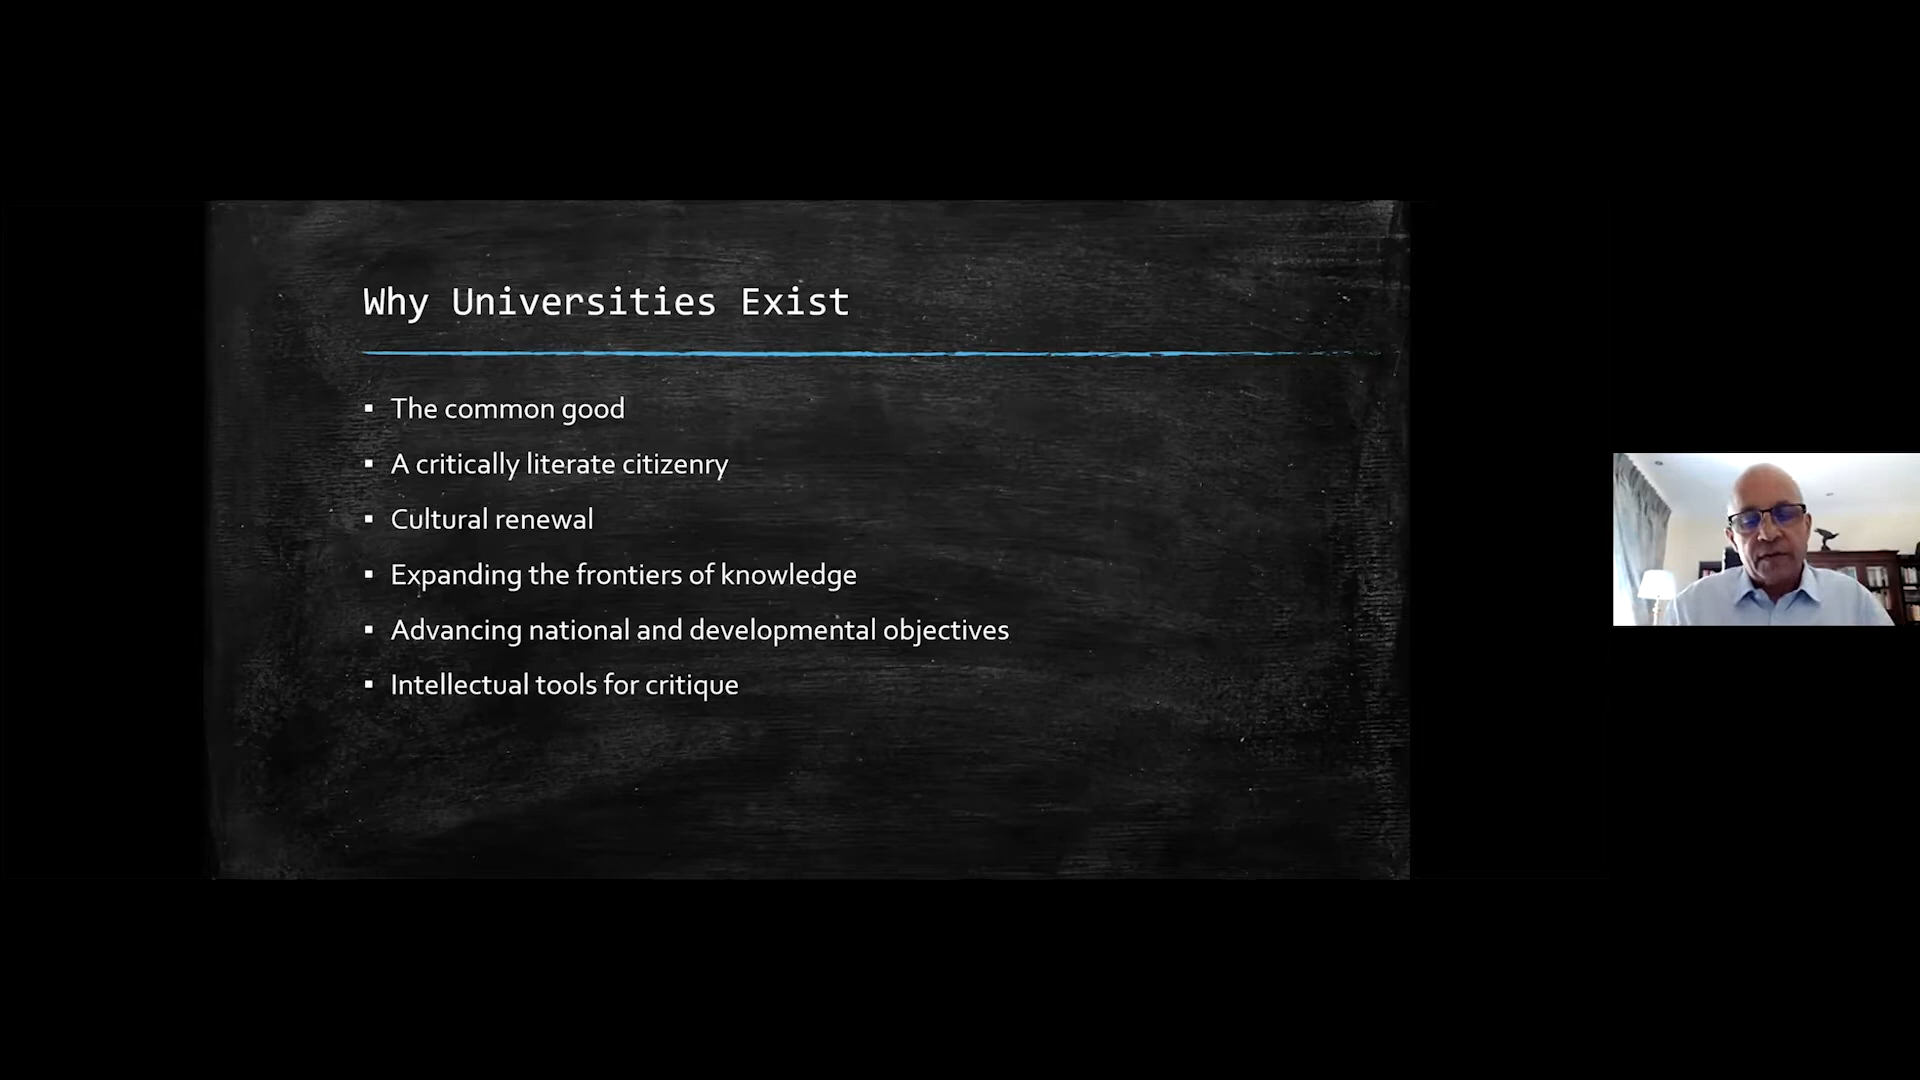 Why Universities Exist
▪ The common good
▪ A critically literate citizenry
▪ Cultural renewal
▪ Expanding the frontiers of knowledge
▪ Advancing national and developmental objectives
▪ Intellectual tools for critique